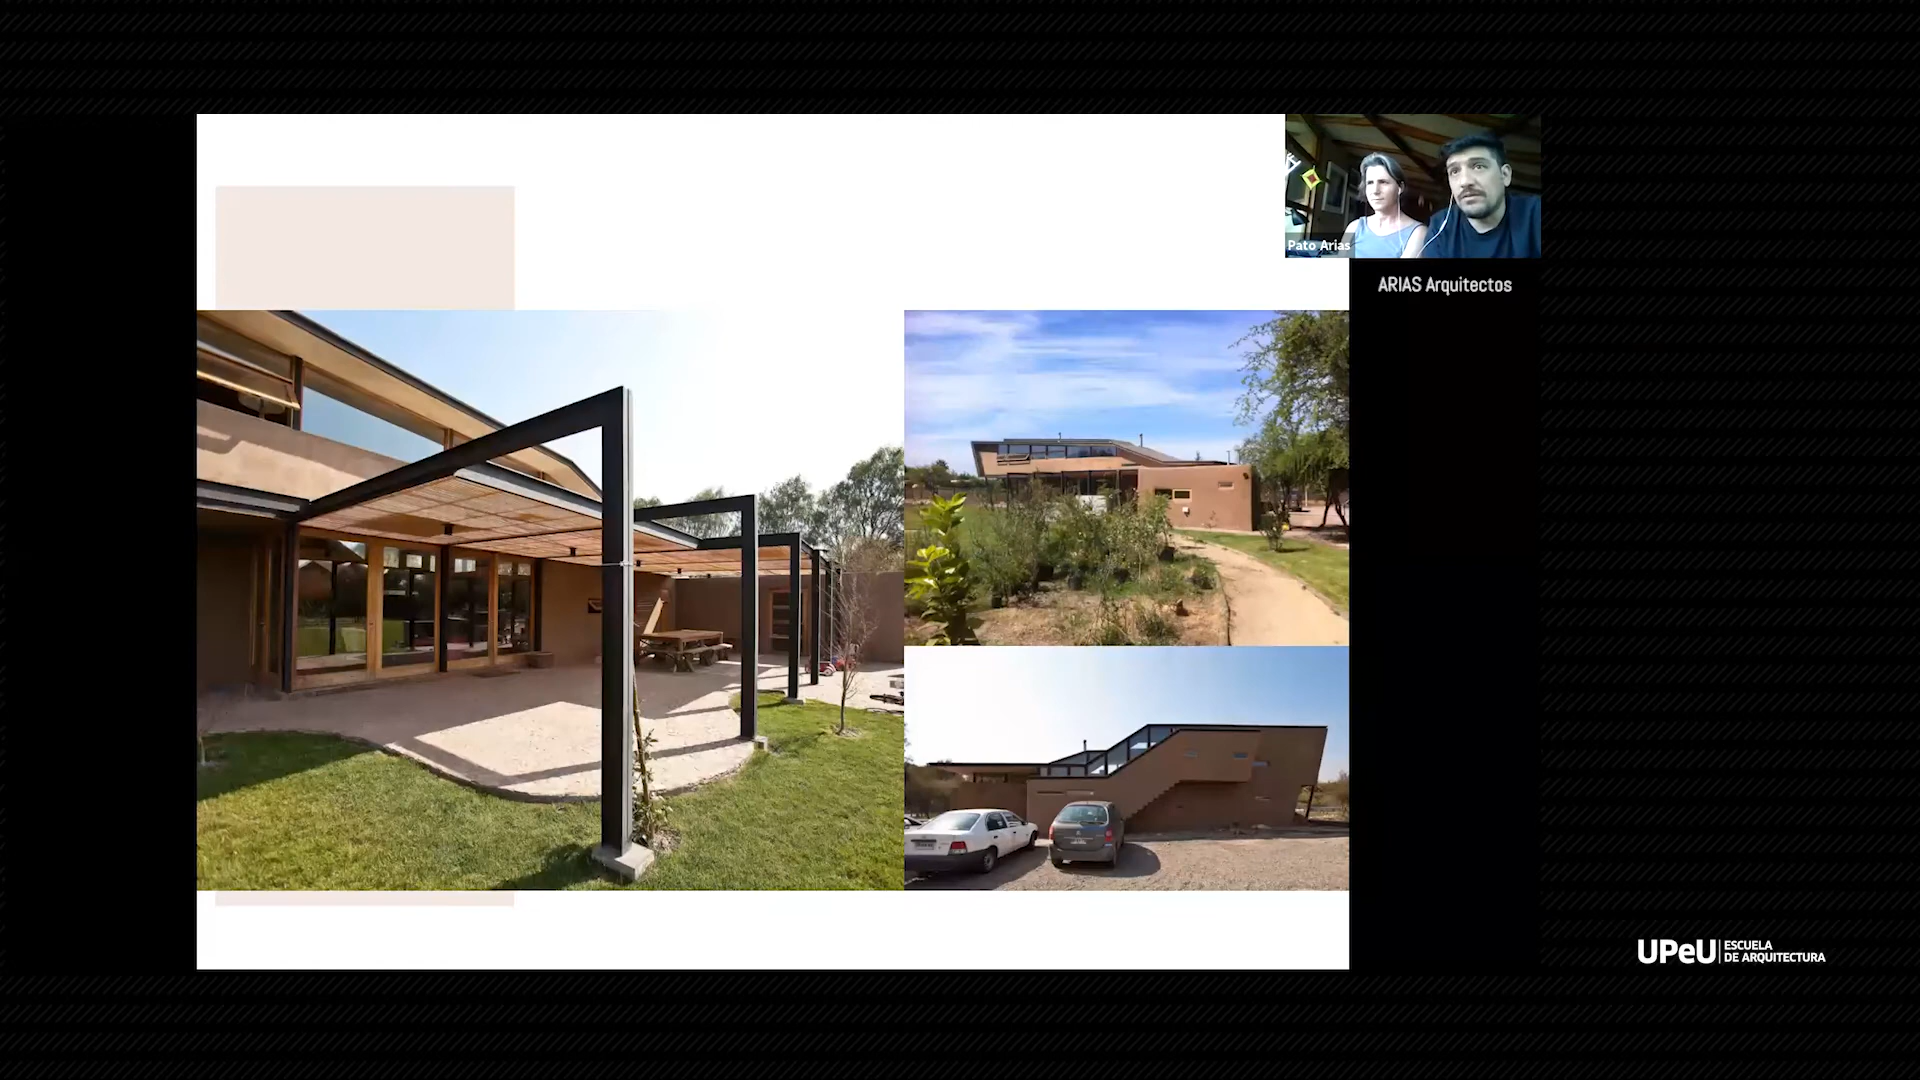 Pato Arias
ARIAS Arquitectos
UPeU
ESCUELA
DE ARQUITECTURA